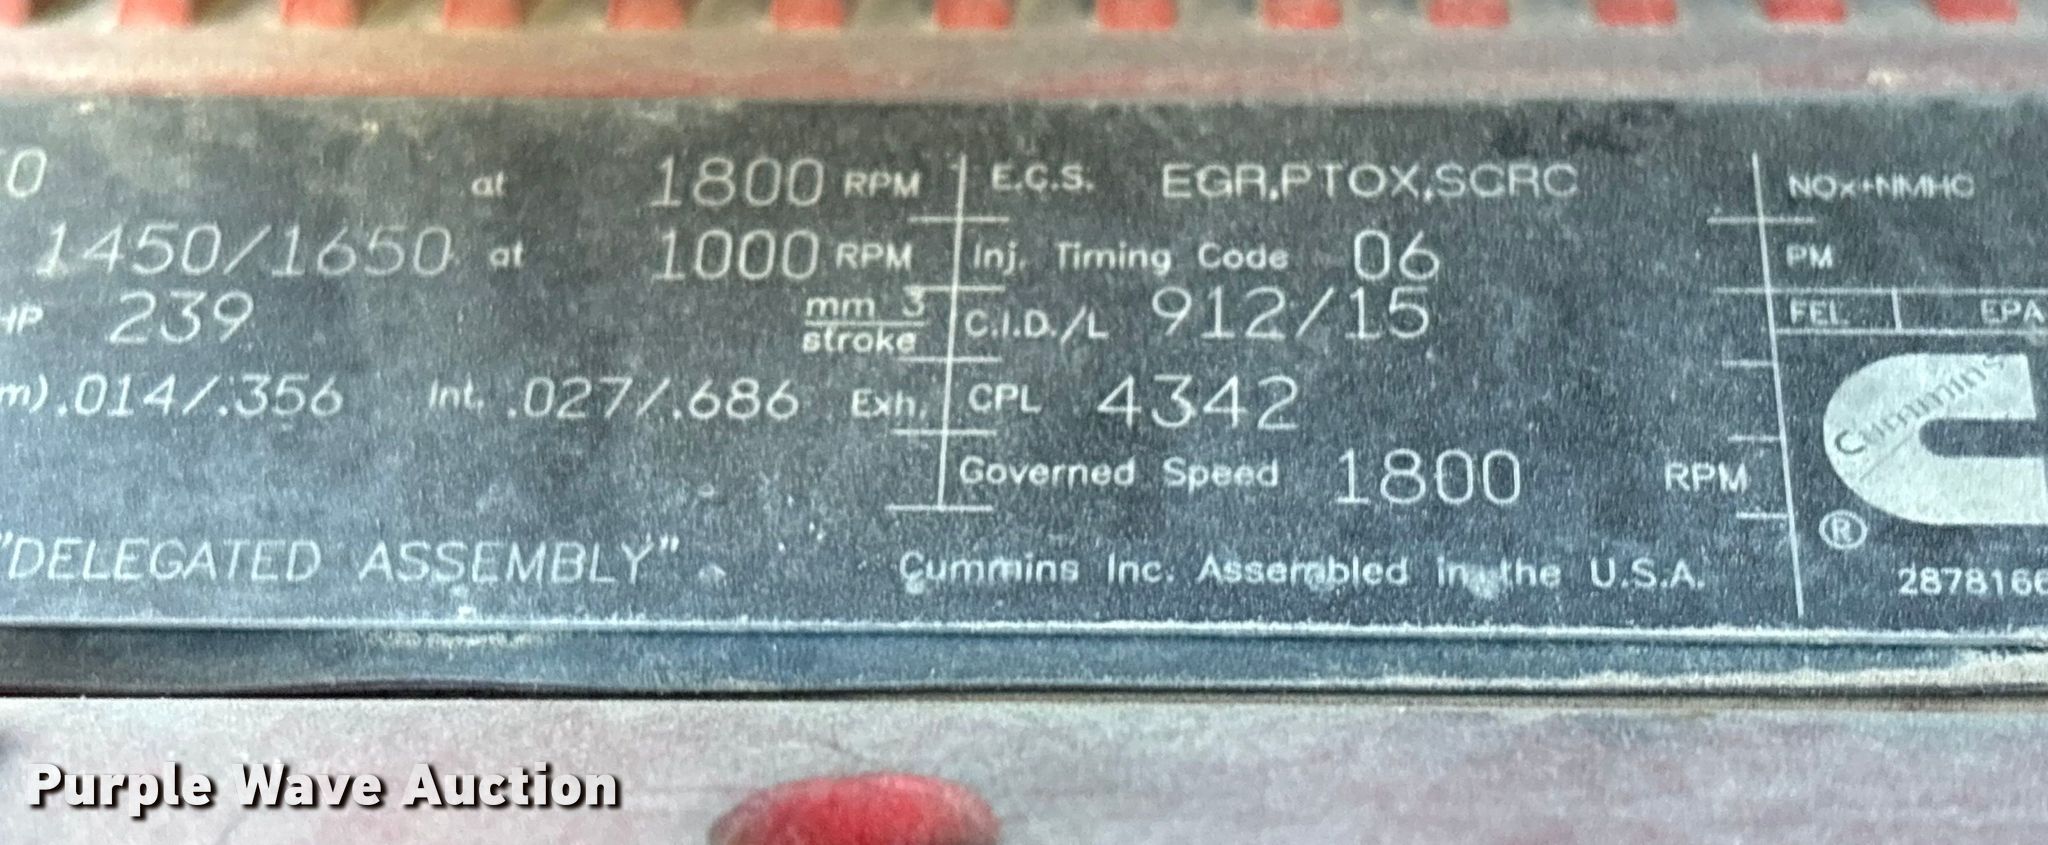 0 at 1800 RPM E.C.S. EGR,PTOX,SCRC NOx+NMHC
1450/1650 at 1000 RPM Inj. Timing Code 06 PM
HP 239 mm 3 stroke C.I.D./L 912/15 FEL EPA
m) .014/.356 Int. .027/.686 Exh. CPL 4342 Cummins
Governed Speed 1800 RPM
®
"DELEGATED ASSEMBLY" Cummins Inc. Assembled in the U.S.A. 2878166
Purple Wave Auction